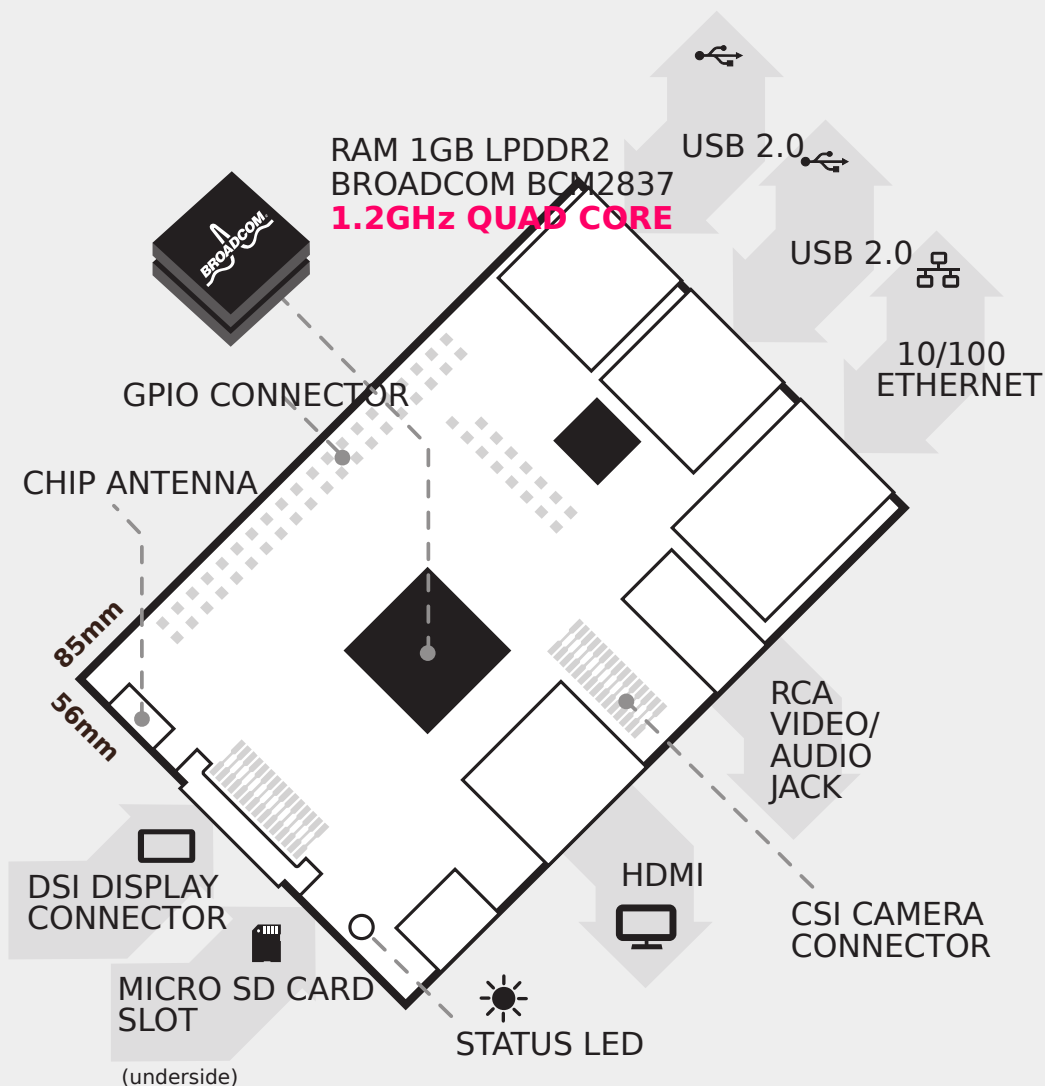 USB 2.0
RAM 1GB LPDDR2
BROADCOM BCM2837
1.2GHz QUAD CORE
BROADCOM.
USB 2.0
10/100
ETHERNET
GPIO CONNECTOR
CHIP ANTENNA
85mm
56mm
RCA
VIDEO/
AUDIO
JACK
DSI DISPLAY
CONNECTOR
HDMI
CSI CAMERA
CONNECTOR
MICRO SD CARD
SLOT
(underside)
STATUS LED